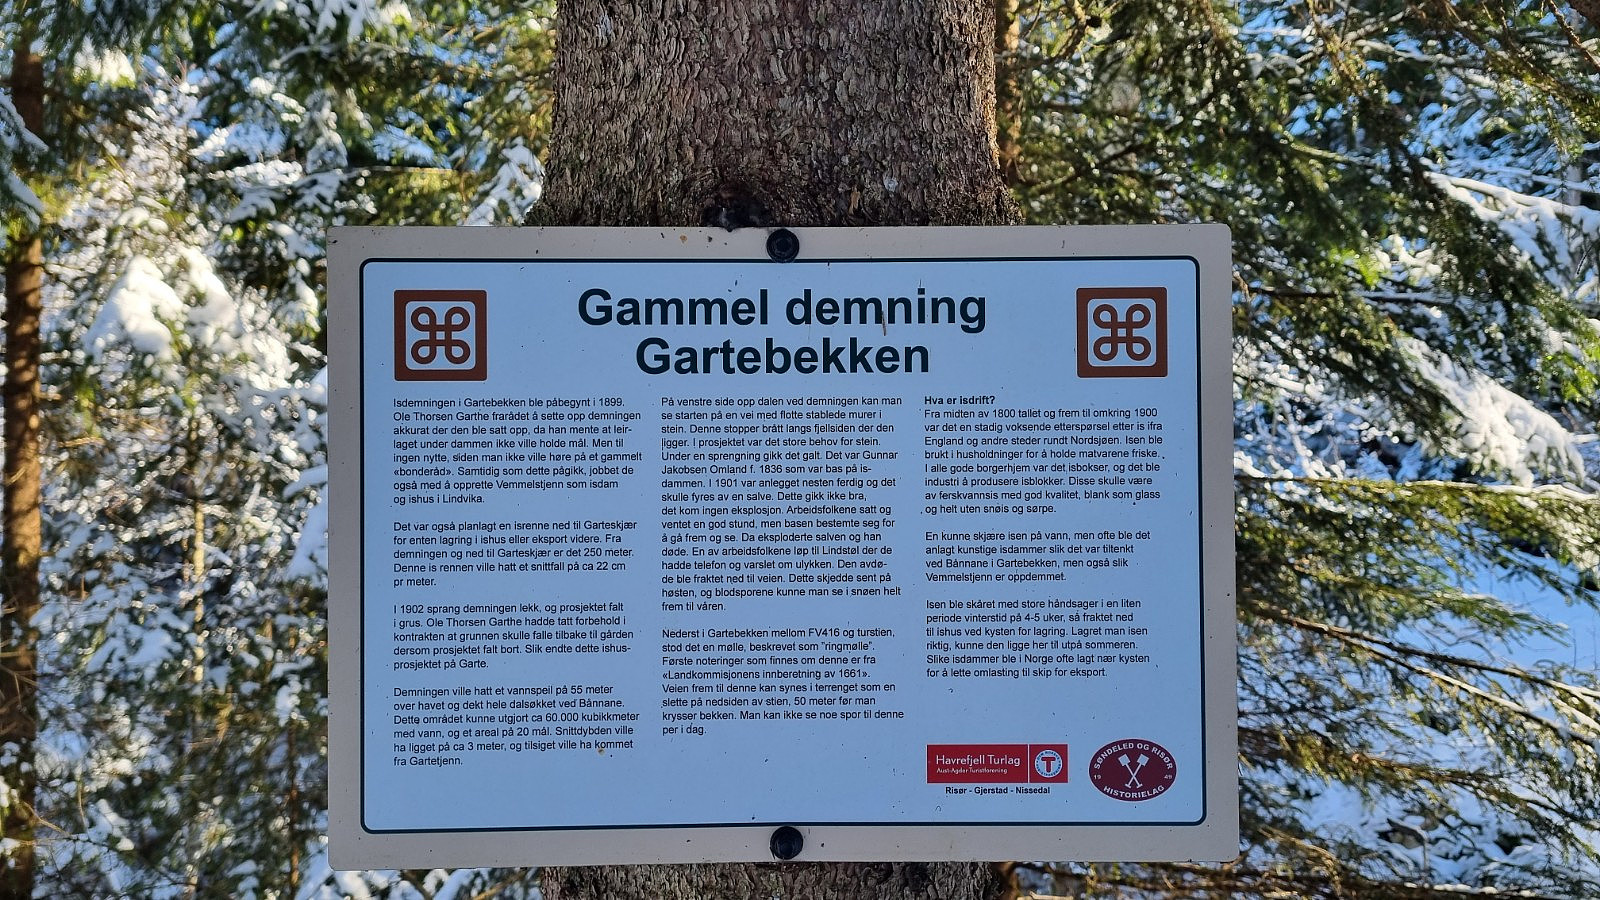 Gammel demning
Gartebekken
Isdemningen i Gartebekken ble påbegynt i 1899.
Ole Thorsen Garthe frarådet å sette opp demningen
akkurat der den ble satt opp, da han mente at leir-
laget under dammen ikke ville holde mål. Men til
ingen nytte, siden man ikke ville høre på et gammelt
«bonderåd». Samtidig som dette pågikk, jobbet de
også med å opprette Vemmelstjenn som isdam
og ishus i Lindvika.
Det var også planlagt en isrenne ned til Garteskjær
for enten lagring i ishus eller eksport videre. Fra
demningen og ned til Garteskjær er det 250 meter.
Denne is rennen ville hatt et snittfall på ca 22 cm
pr meter.
I 1902 sprang demningen lekk, og prosjektet falt
i grus. Ole Thorsen Garthe hadde tatt forbehold i
kontrakten at grunnen skulle falle tilbake til gården
dersom prosjektet falt bort. Slik endte dette ishus-
prosjektet på Garte.
Demningen ville hatt et vannspeil på 55 meter
over havet og dekt hele dalsøkket ved Bånnane.
Dette området kunne utgjort ca 60.000 kubikkmeter
med vann, og et areal på 20 mål. Snittdybden ville
ha ligget på ca 3 meter, og tilsiget ville ha kommet
fra Gartetjenn.
På venstre side opp dalen ved demningen kan man
se starten på en vei med flotte stablede murer i
stein. Denne stopper brått langs fjellsiden der den
ligger. I prosjektet var det store behov for stein.
Under en sprengning gikk det galt. Det var Gunnar
Jakobsen Omland f. 1836 som var bas på is-
dammen. I 1901 var anlegget nesten ferdig og det
skulle fyres av en salve. Dette gikk ikke bra,
det kom ingen eksplosjon. Arbeidsfolkene satt og
ventet en god stund, men basen bestemte seg for
å gå frem og se. Da eksploderte salven og han
døde. En av arbeidsfolkene løp til Lindstøl der de
hadde telefon og varslet om ulykken. Den avdø-
de ble fraktet ned til veien. Dette skjedde sent på
høsten, og blodsporene kunne man se i snøen helt
frem til våren.
Nederst i Gartebekken mellom FV416 og turstien,
stod det en mølle, beskrevet som ”ringmølle”.
Første noteringer som finnes om denne er fra
«Landkommisjonens innberetning av 1661».
Veien frem til denne kan synes i terrenget som en
slette på nedsiden av stien, 50 meter før man
krysser bekken. Man kan ikke se noe spor til denne
per i dag.
Hva er isdrift?
Fra midten av 1800 tallet og frem til omkring 1900
var det en stadig voksende etterspørsel etter is ifra
England og andre steder rundt Nordsjøen. Isen ble
brukt i husholdninger for å holde matvarene friske.
I alle gode borgerhjem var det isbokser, og det ble
industri å produsere isblokker. Disse skulle være
av ferskvannsis med god kvalitet, blank som glass
og helt uten snøis og sørpe.
En kunne skjære isen på vann, men ofte ble det
anlagt kunstige isdammer slik det var tiltenkt
ved Bånnane i Gartebekken, men også slik
Vemmelstjenn er oppdemmet.
Isen ble skåret med store håndsager i en liten
periode vinterstid på 4-5 uker, så fraktet ned
til ishus ved kysten for lagring. Lagret man isen
riktig, kunne den ligge her til utpå sommeren.
Slike isdammer ble i Norge ofte lagt nær kysten
for å lette omlasting til skip for eksport.
Havrefjell Turlag
Aust-Agder Turistforening
T
Risør - Gjerstad - Nissedal
SØNDELED OG RISØR
19 49
HISTORIELAG